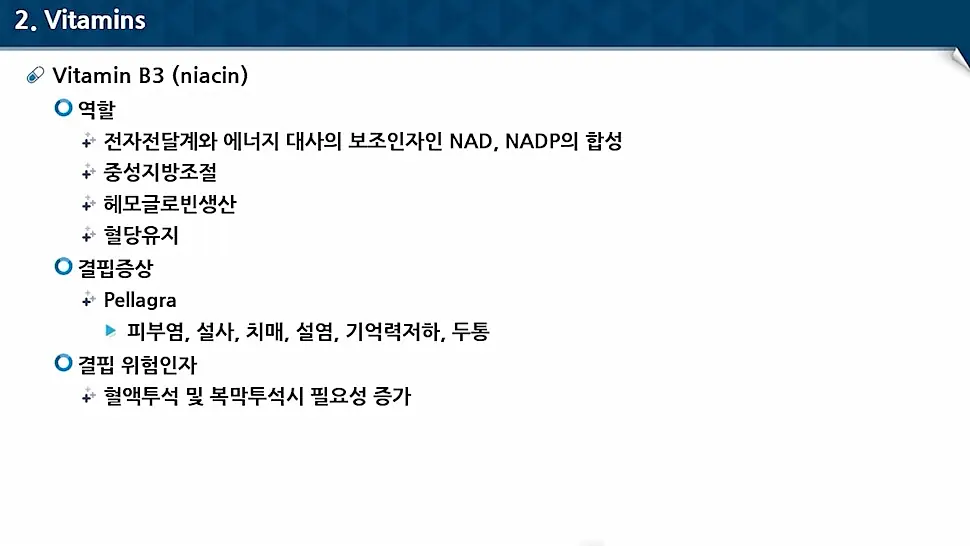 2. Vitamins
Vitamin B3 (niacin)
역할
전자전달계와 에너지 대사의 보조인자인 NAD, NADP의 합성
중성지방조절
헤모글로빈생산
혈당유지
결핍증상
Pellagra
피부염, 설사, 치매, 설염, 기억력저하, 두통
결핍 위험인자
혈액투석 및 복막투석시 필요성 증가